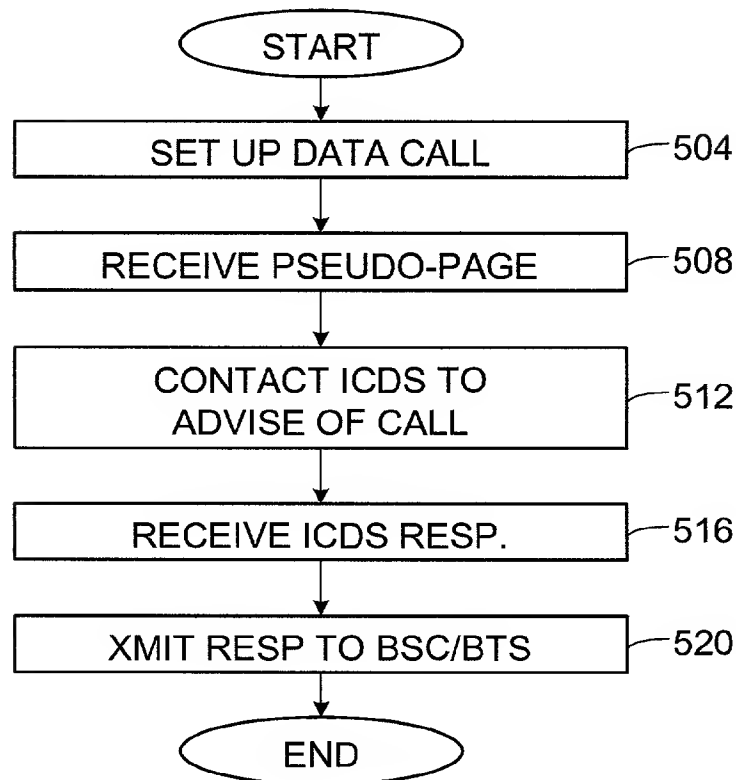 START
SET UP DATA CALL
504
RECEIVE PSEUDO-PAGE
508
CONTACT ICDS TO
ADVISE OF CALL
512
RECEIVE ICDS RESP.
516
XMIT RESP TO BSC/BTS
520
END